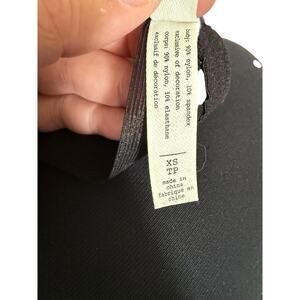 body: 90% nylon, 10% spandex
exclusive of decoration
corps: 90% nylon, 10% elasthane
exclusif de décoration
XS
TP
made in
china
fabriqué en
chine